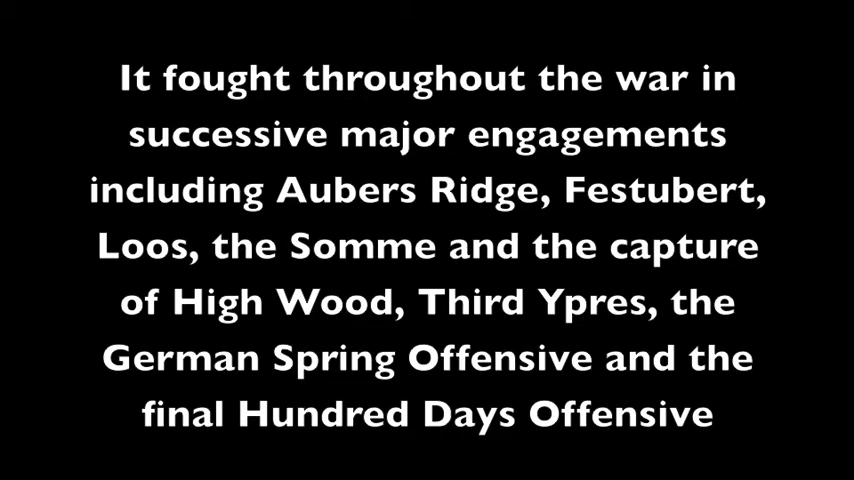 It fought throughout the war in
successive major engagements
including Aubers Ridge, Festubert,
Loos, the Somme and the capture
of High Wood, Third Ypres, the
German Spring Offensive and the
final Hundred Days Offensive